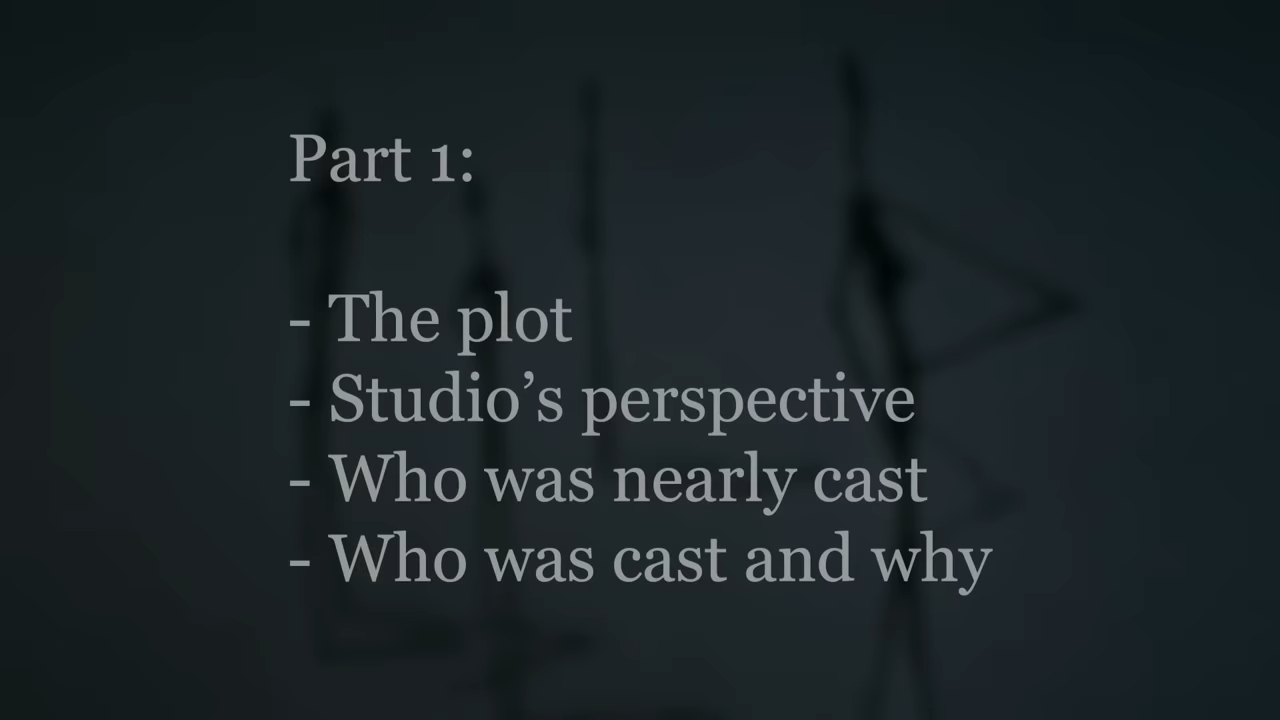 Part 1:
- The plot
- Studio’s perspective
- Who was nearly cast
- Who was cast and why